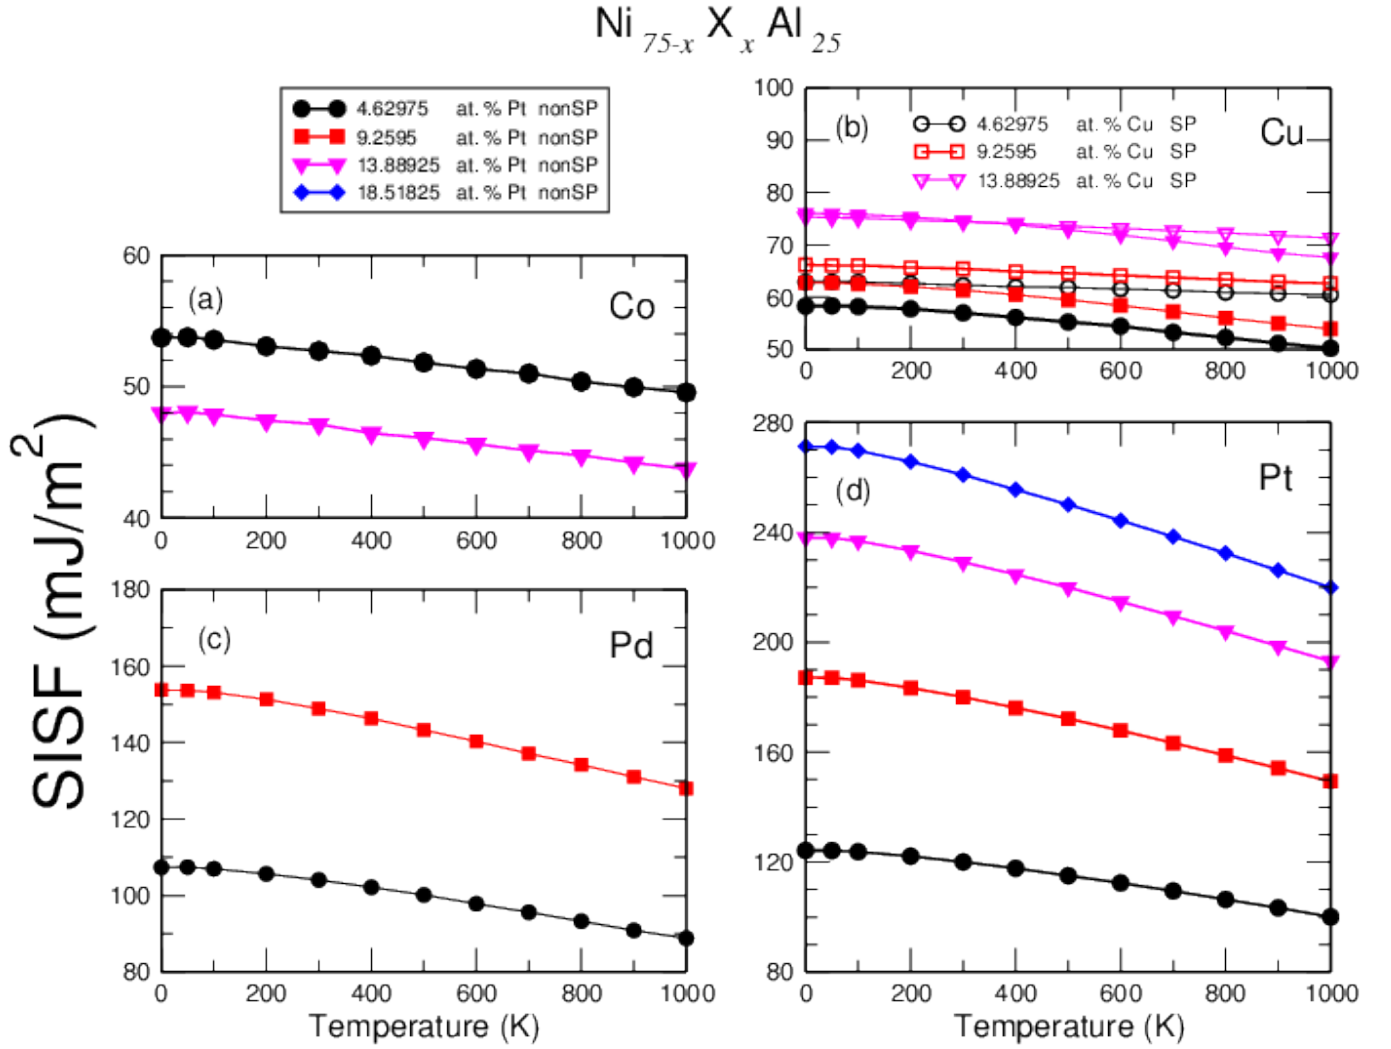 Ni 75-x X x Al 25
4.62975 at. % Pt nonSP
9.2595 at. % Pt nonSP
13.88925 at. % Pt nonSP
18.51825 at. % Pt nonSP
(a)
Co
60
50
40
0 200 400 600 800 1000
(b)
4.62975 at. % Cu SP
9.2595 at. % Cu SP
13.88925 at. % Cu SP
Cu
100
90
80
70
60
50
0 200 400 600 800 1000
SISF (mJ/m²)
(c)
Pd
180
160
140
120
100
80
0 200 400 600 800 1000
Temperature (K)
(d)
Pt
280
240
200
160
120
80
0 200 400 600 800 1000
Temperature (K)